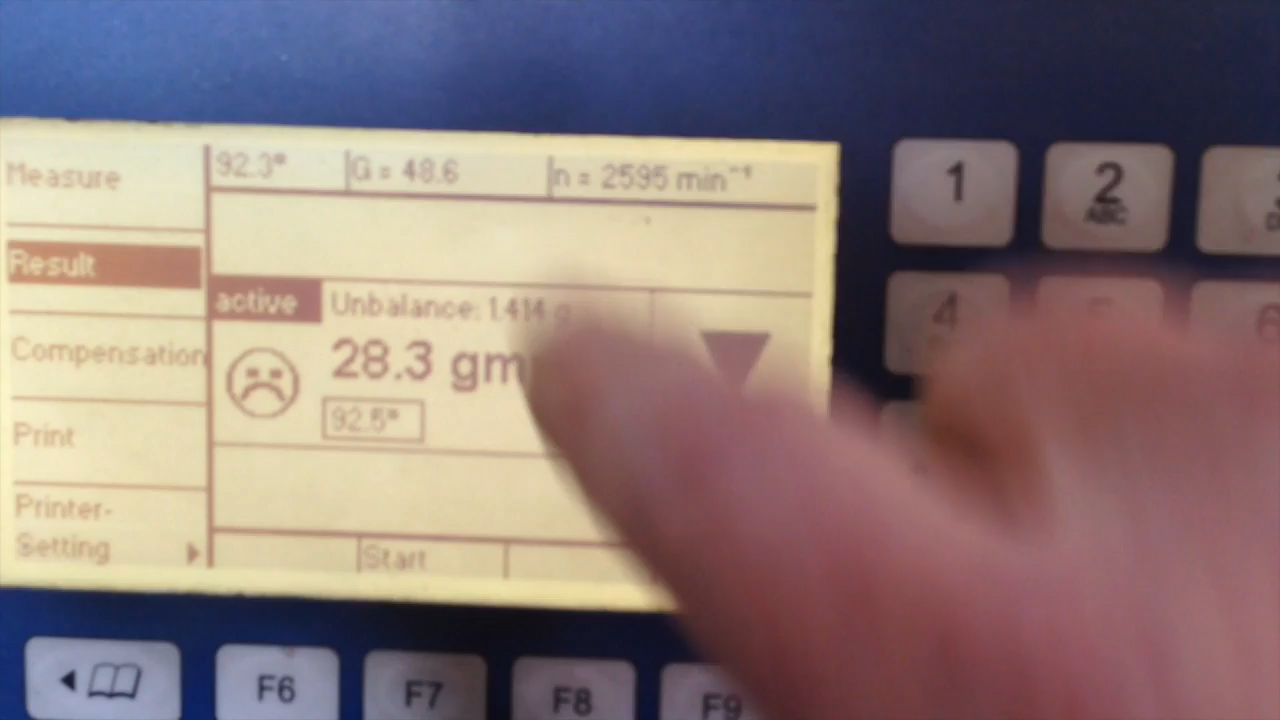 Measure
92.3°
G = 48.6
n = 2595 min⁻¹
Result
active
Unbalance: 1.414 g
28.3 gm
92.5°
Compensation
Print
Printer-
Setting
Start
1
2
ABC
4
6
F6
F7
F8
F9